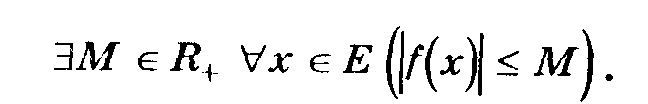 ∃M ∈ R₊ ∀x ∈ E (|f(x)| ≤ M).